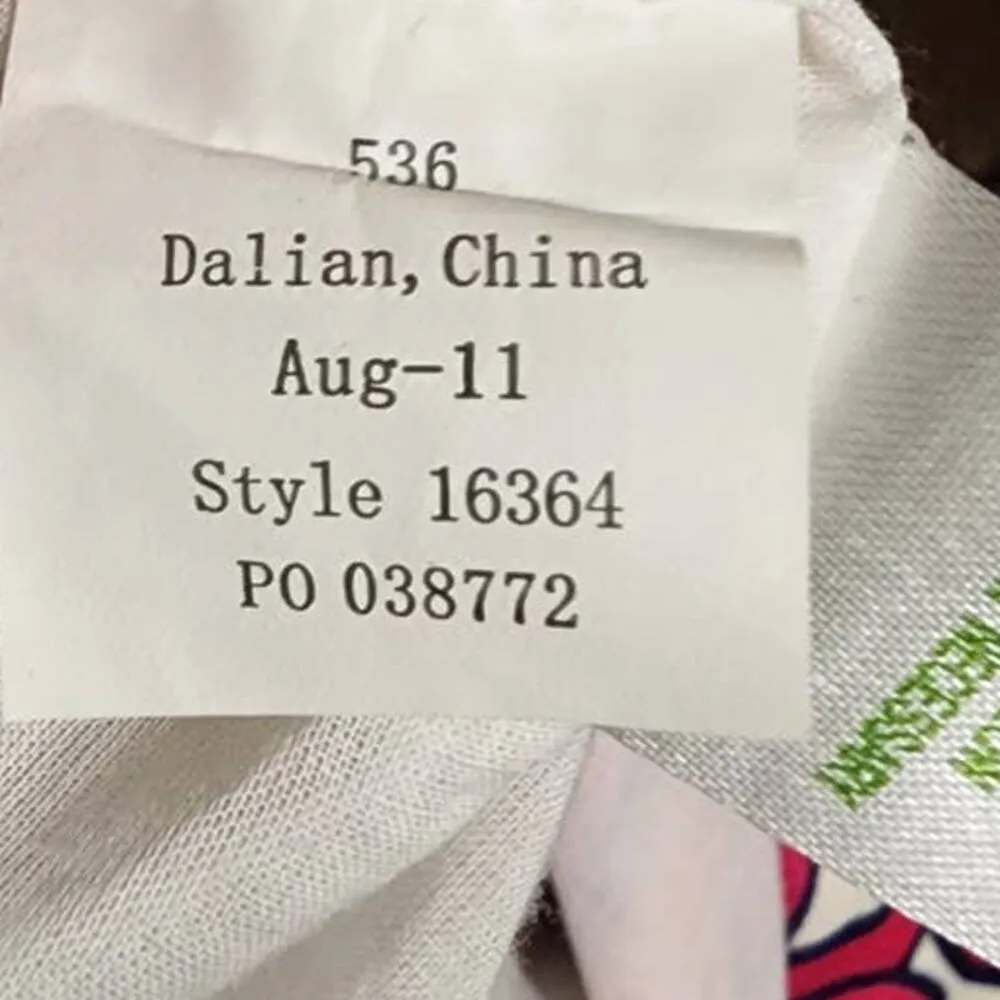 536
Dalian, China
Aug-11
Style 16364
PO 038772